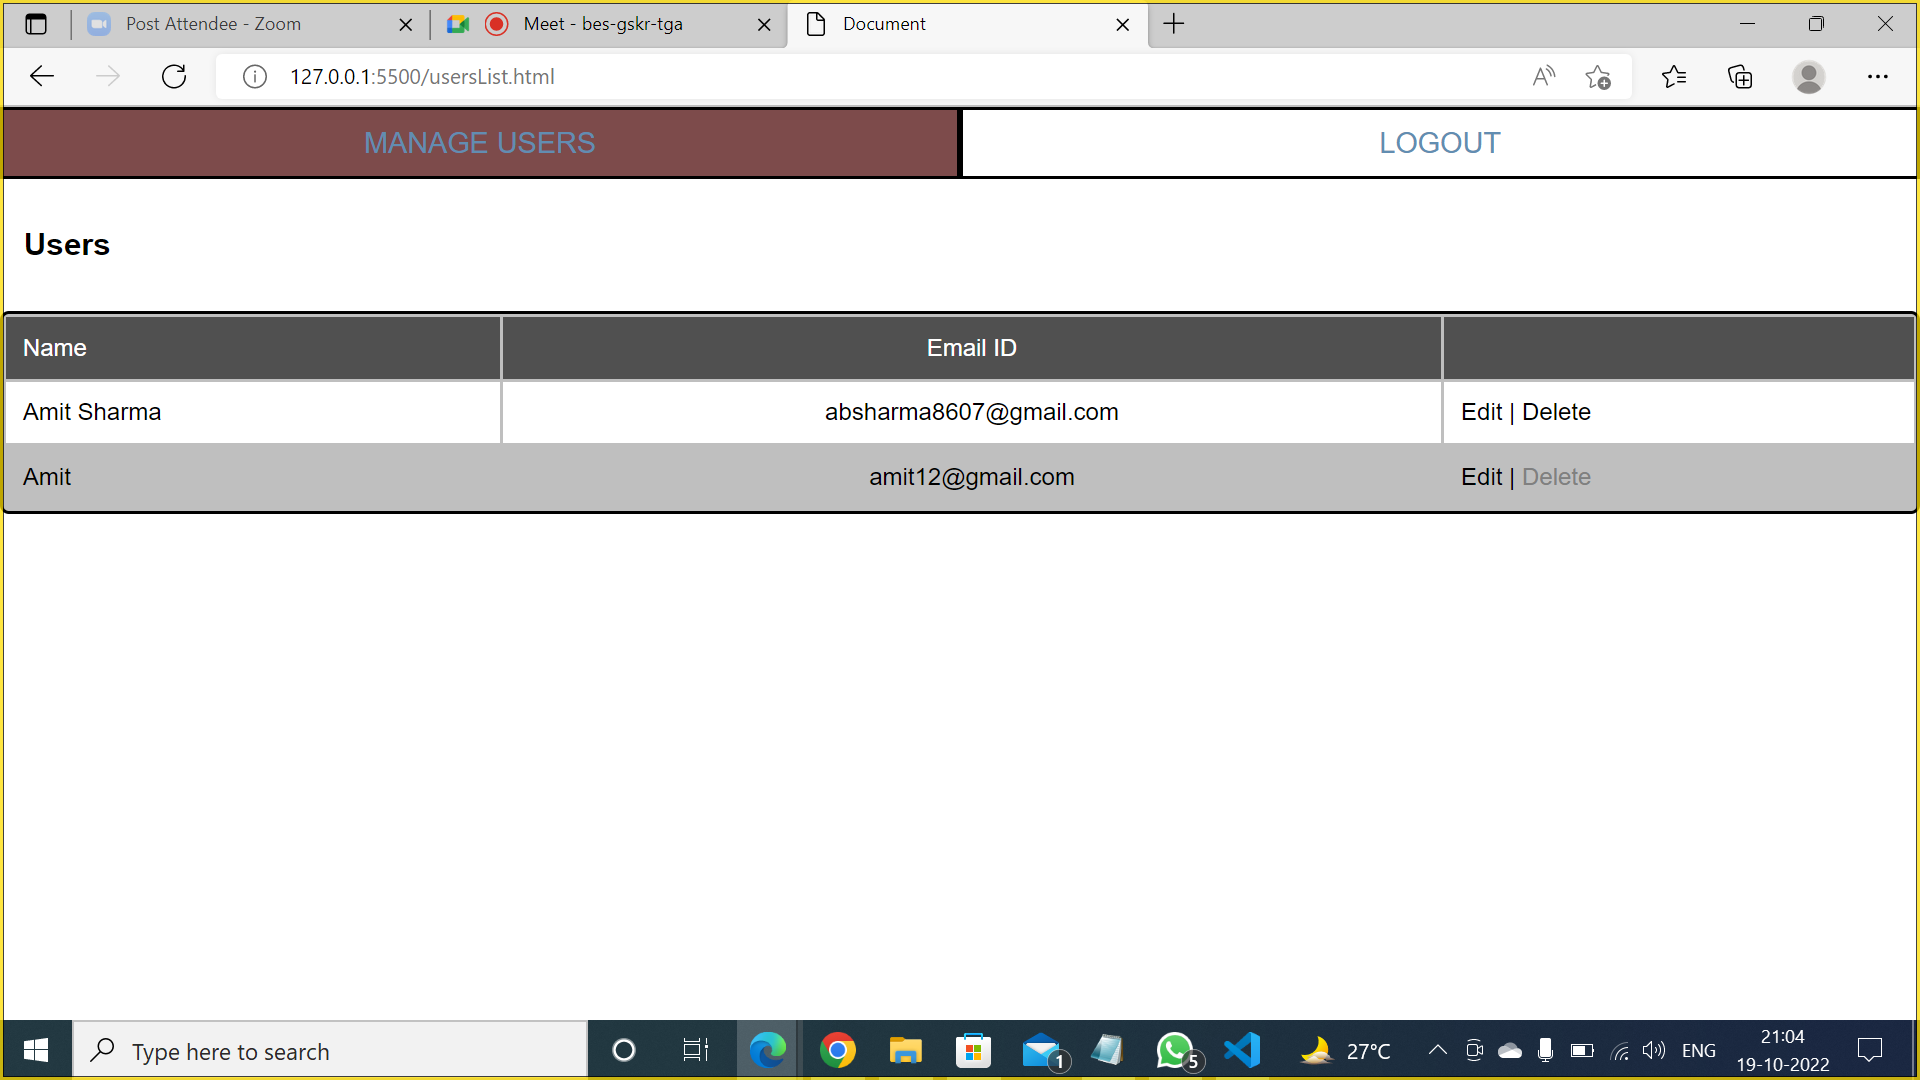 Post Attendee - Zoom
Meet - bes-gskr-tga
Document
127.0.0.1:5500/usersList.html
MANAGE USERS
LOGOUT
Users
Name
Email ID
Amit Sharma
absharma8607@gmail.com
Edit | Delete
Amit
amit12@gmail.com
Edit | Delete
Type here to search
1
5
27°C
ENG
21:04
19-10-2022